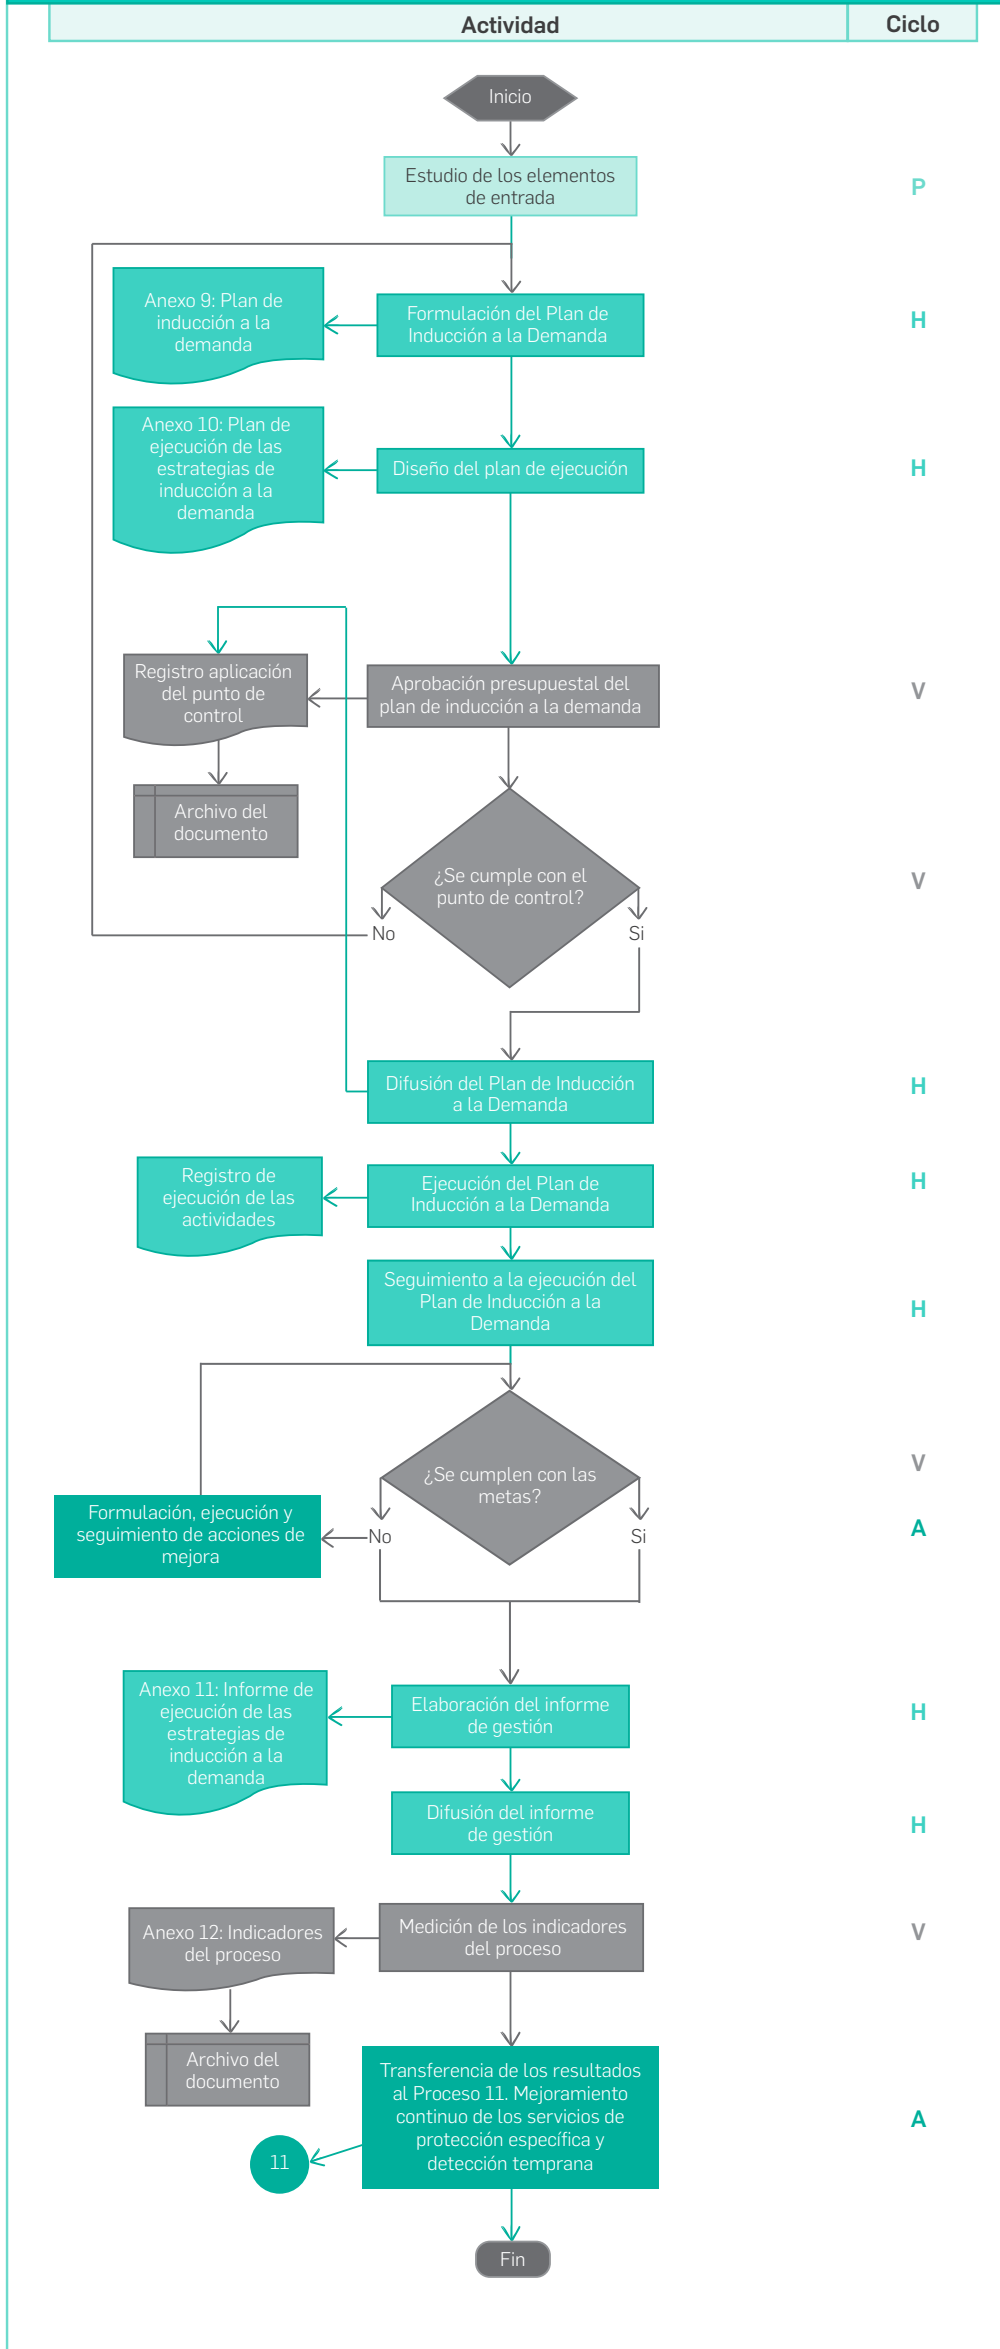 Actividad
Ciclo
Inicio
Estudio de los elementos
de entrada
P
Anexo 9: Plan de
inducción a la
demanda
Formulación del Plan de
Inducción a la Demanda
H
Anexo 10: Plan de
ejecución de las
estrategias de
inducción a la
demanda
Diseño del plan de ejecución
H
Registro aplicación
del punto de
control
Aprobación presupuestal del
plan de inducción a la demanda
V
Archivo del
documento
¿Se cumple con el
punto de control?
V
No
Si
Difusión del Plan de Inducción
a la Demanda
H
Registro de
ejecución de las
actividades
Ejecución del Plan de
Inducción a la Demanda
H
Seguimiento a la ejecución del
Plan de Inducción a la
Demanda
H
¿Se cumplen con las
metas?
V
Formulación, ejecución y
seguimiento de acciones de
mejora
No
Si
A
Anexo 11: Informe de
ejecución de las
estrategias de
inducción a la
demanda
Elaboración del informe
de gestión
H
Difusión del informe
de gestión
H
Anexo 12: Indicadores
del proceso
Medición de los indicadores
del proceso
V
Archivo del
documento
Transferencia de los resultados
al Proceso 11. Mejoramiento
continuo de los servicios de
protección específica y
detección temprana
A
11
Fin